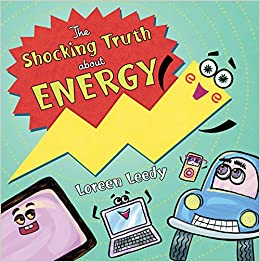 The
Shocking Truth
about
ENERGY
Loreen Leedy